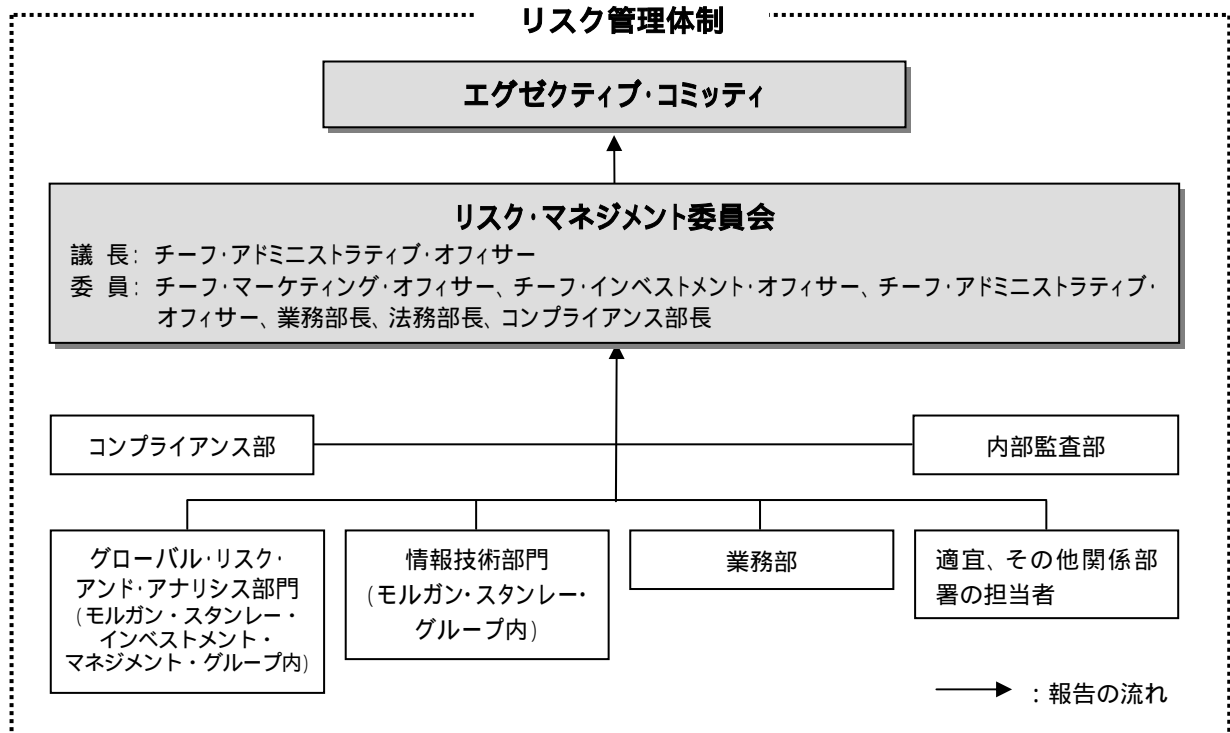 リスク管理体制
エグゼクティブ・コミッティ
リスク・マネジメント委員会
議 長： チーフ・アドミニストラティブ・オフィサー
委 員： チーフ・マーケティング・オフィサー、チーフ・インベストメント・オフィサー、チーフ・アドミニストラティブ・
オフィサー、業務部長、法務部長、コンプライアンス部長
コンプライアンス部
内部監査部
グローバル・リスク・
アンド・アナリシス部門
（モルガン・スタンレー・
インベストメント・
マネジメント・グループ内）
情報技術部門
（モルガン・スタンレー・
グループ内）
業務部
適宜、その他関係部
署の担当者
：報告の流れ